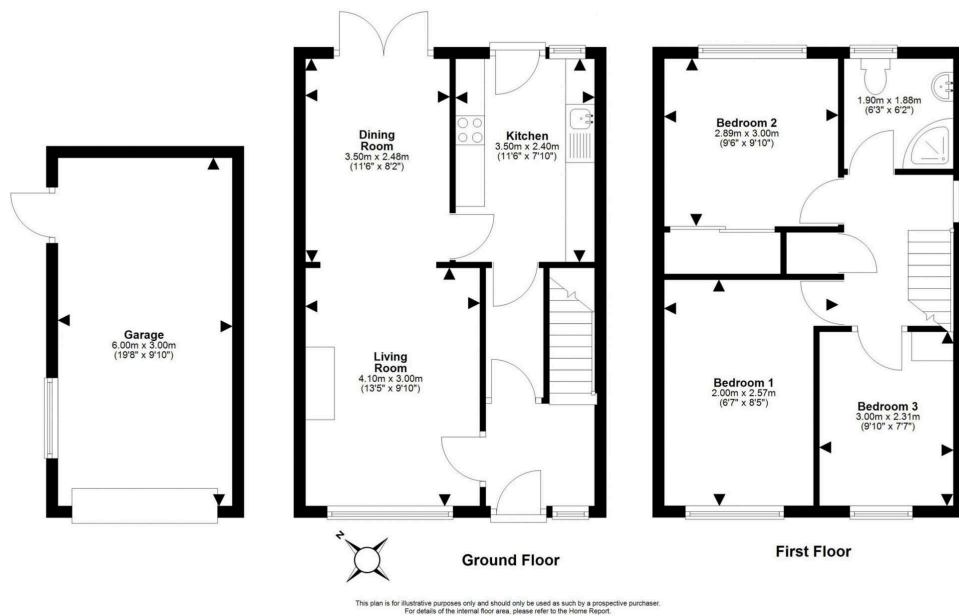 Garage
6.00m x 3.00m
(19'8" x 9'10")
Dining
Room
3.50m x 2.48m
(11'6" x 8'2")
Kitchen
3.50m x 2.40m
(11'6" x 7'10")
Living
Room
4.10m x 3.00m
(13'5" x 9'10")
N
Ground Floor
Bedroom 2
2.89m x 3.00m
(9'6" x 9'10")
1.90m x 1.88m
(6'3" x 6'2")
Bedroom 1
2.00m x 2.57m
(6'7" x 8'5")
Bedroom 3
3.00m x 2.31m
(9'10" x 7'7")
First Floor
This plan is for illustrative purposes only and should only be used as such by a prospective purchaser.
For details of the internal floor area, please refer to the Home Report.